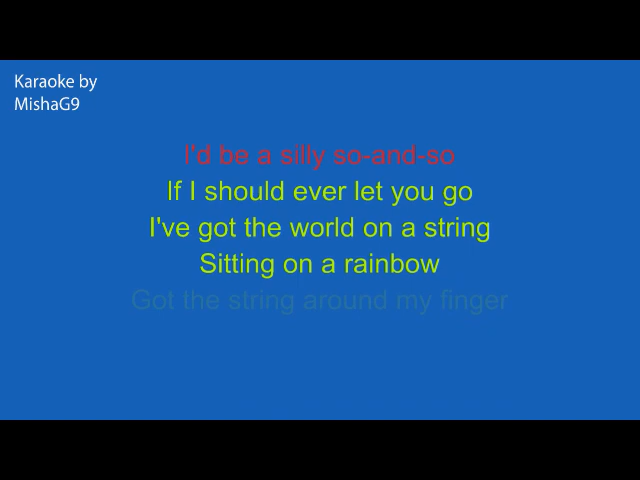 Karaoke by
MishaG9
I'd be a silly so-and-so
If I should ever let you go
I've got the world on a string
Sitting on a rainbow
Got the string around my finger